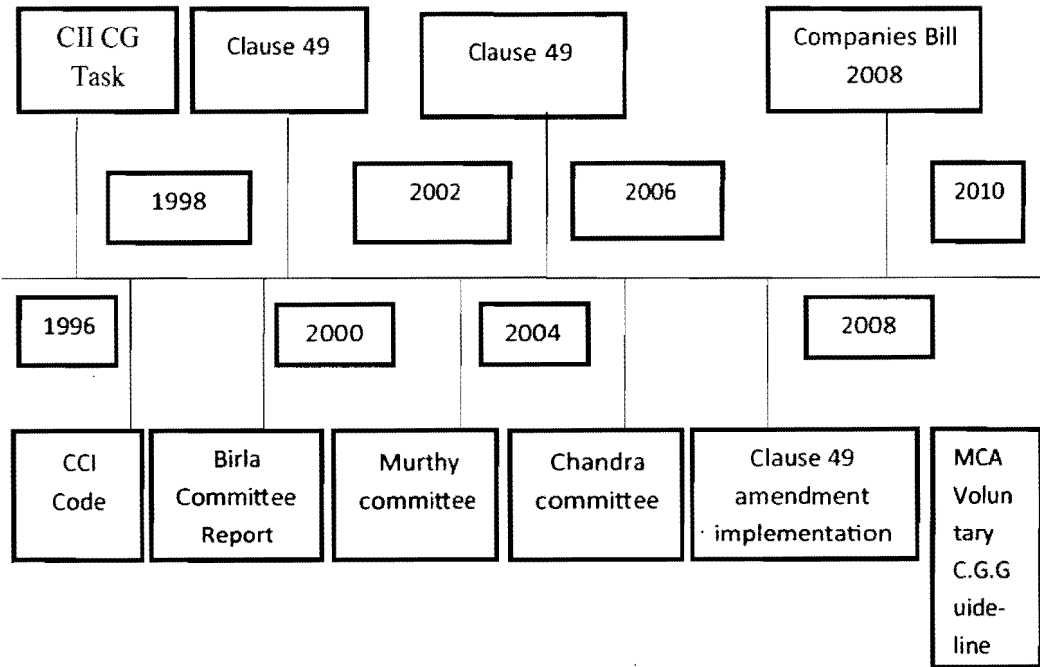 CII CG
Task
Clause 49
Clause 49
Companies Bill
2008
1998
2002
2006
2010
1996
2000
2004
2008
CCI
Code
Birla
Committee
Report
Murthy
committee
Chandra
committee
Clause 49
amendment
implementation
MCA
Volun
tary
C.G.G
uide-
line